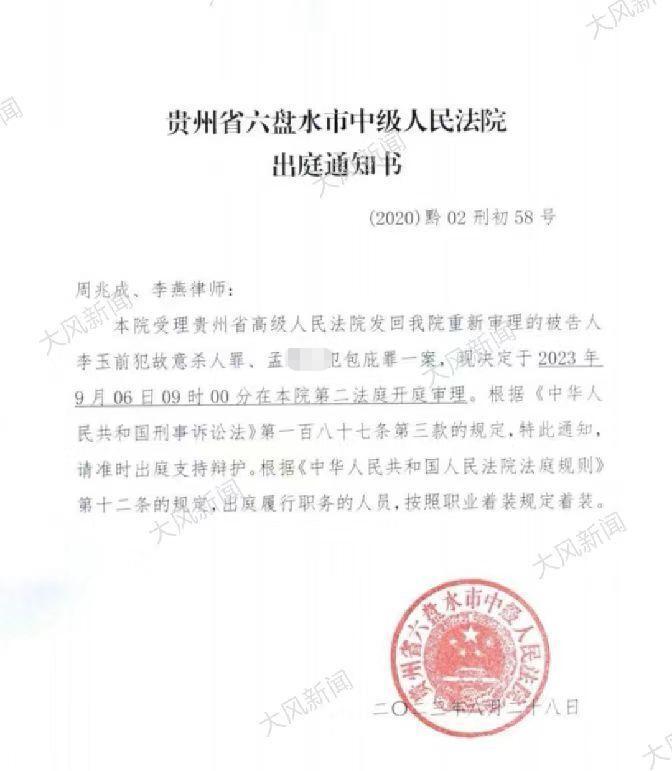 大风新闻
大风新闻
贵州省六盘水市中级人民法院
出庭通知书
大风新闻
(2020)黔 02 刑初 58 号
周兆成、李燕律师:
大风新闻
大风新闻
本院受理贵州省高级人民法院发回我院重新审理的被告人
李玉前犯故意杀人罪、孟 犯包庇罪一案，现决定于 2023 年
9 月 06 日 09 时 00 分在本院第二法庭开庭审理。根据《中华人
民共和国刑事诉讼法》第一百八十七条第三款的规定,特此通知,
请准时出庭支持辩护。根据《中华人民共和国人民法院法庭规则》
第十二条的规定,出庭履行职务的人员,按照职业着装规定着装。
大风新闻
大风新闻
贵州省六盘水市中级人民法院
二〇二三年八月二十八日
大风新闻
大风新闻